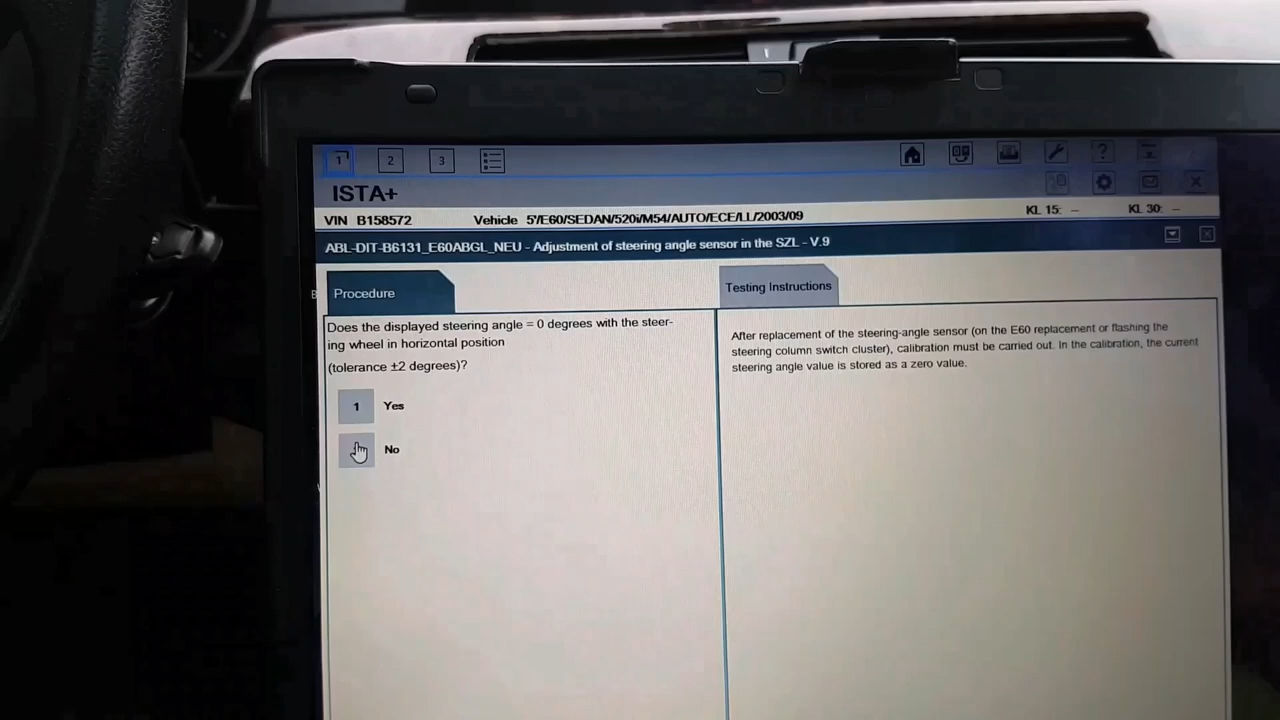 1 2 3
ISTA+
VIN B158572 Vehicle 5'/E60/SEDAN/520i/M54/AUTO/ECE/LL/2003/09 KL 15: – KL 30: –
ABL-DIT-B6131_E60ABGL_NEU - Adjustment of steering angle sensor in the SZL - V.9
Procedure
Does the displayed steering angle = 0 degrees with the steer-
ing wheel in horizontal position
(tolerance ±2 degrees)?
1 Yes
No
Testing Instructions
After replacement of the steering-angle sensor (on the E60 replacement or flashing the
steering column switch cluster), calibration must be carried out. In the calibration, the current
steering angle value is stored as a zero value.